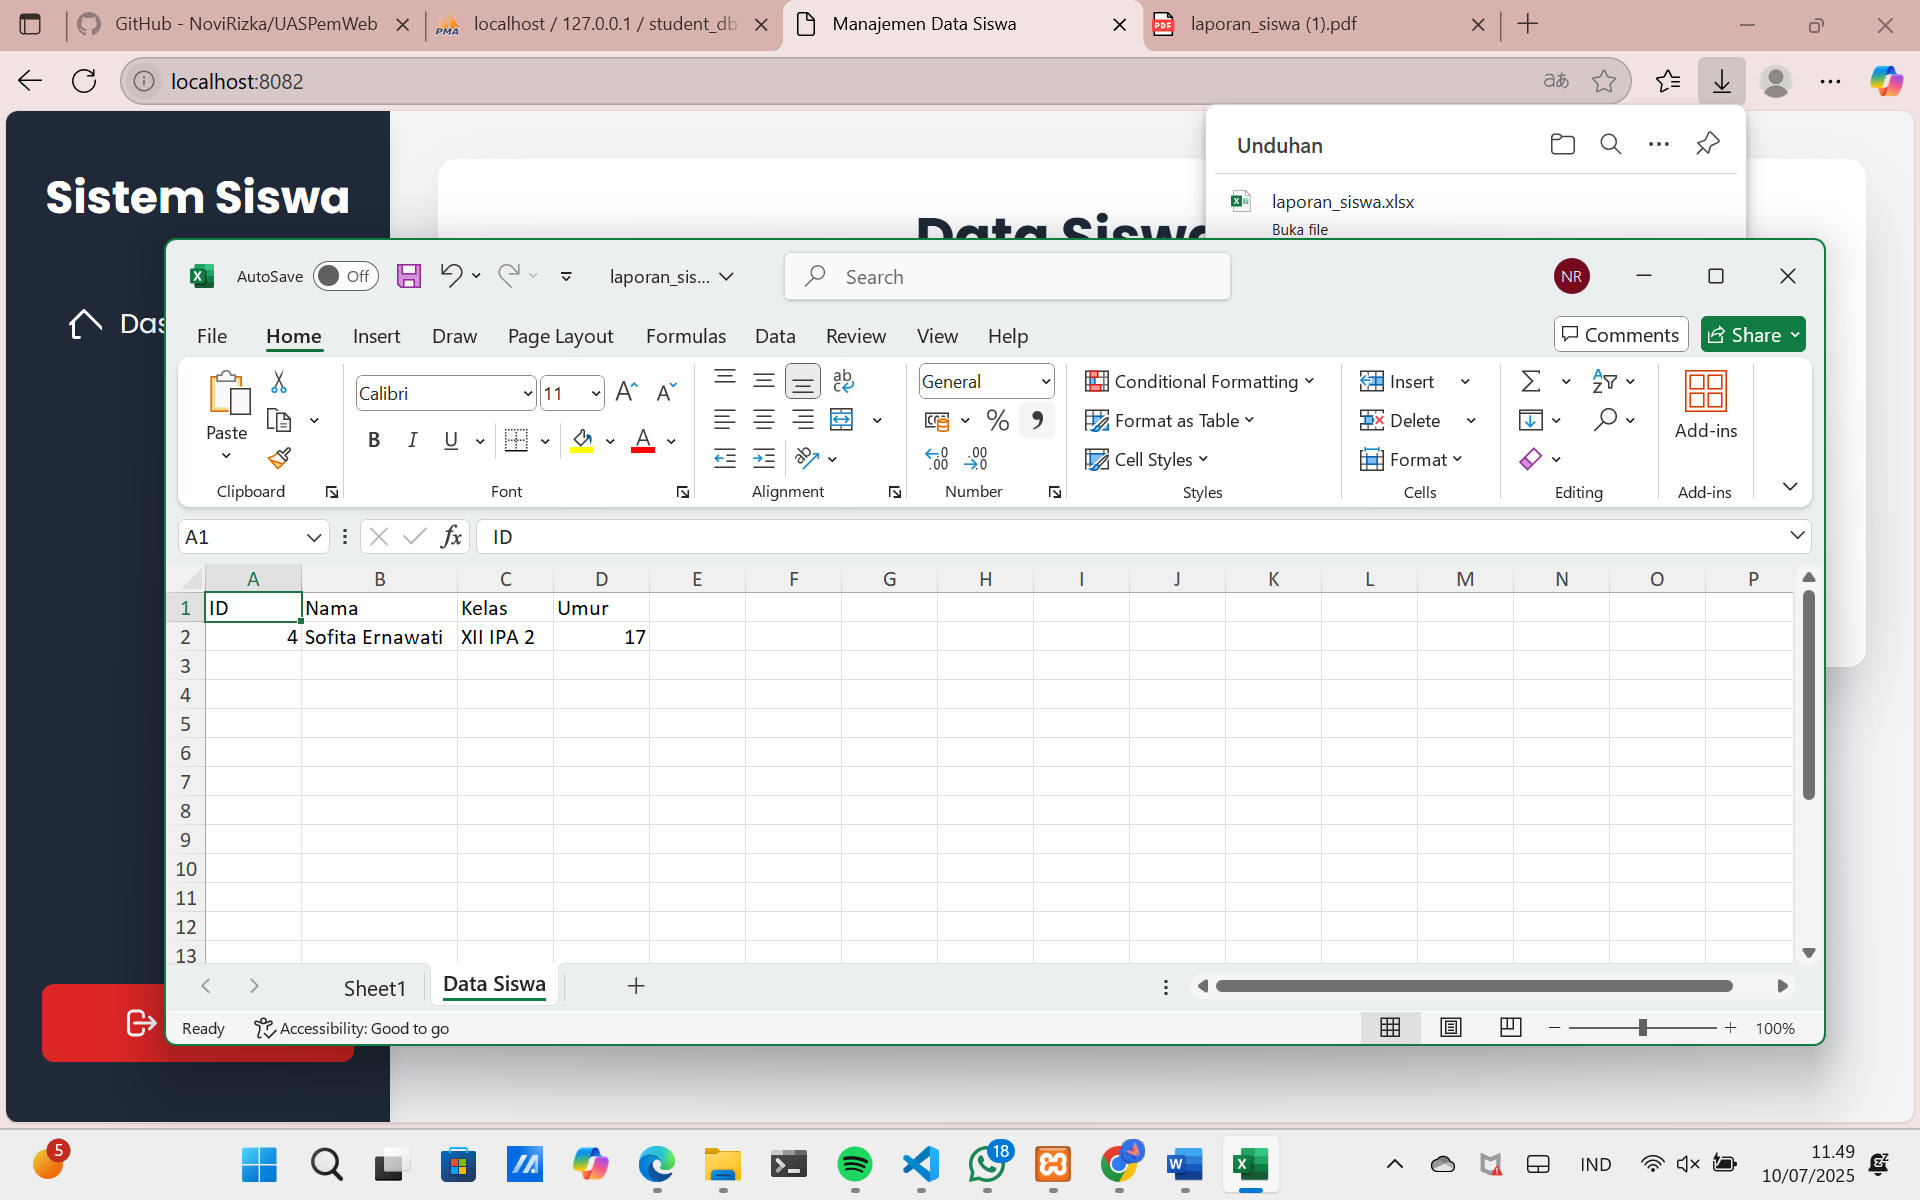 GitHub - NoviRizka/UASPemWeb
localhost / 127.0.0.1 / student_db
Manajemen Data Siswa
laporan_siswa (1).pdf
localhost:8082
Sistem Siswa
Data Siswa
Unduhan
laporan_siswa.xlsx
Buka file
Das
AutoSave Off
laporan_sis...
Search
NR
File Home Insert Draw Page Layout Formulas Data Review View Help
Comments Share
Paste
Calibri 11
General
Conditional Formatting
Format as Table
Cell Styles
Insert
Delete
Format
Add-ins
Clipboard Font Alignment Number Styles Cells Editing Add-ins
A1 fx ID
A B C D E F G H I J K L M N O P
1 ID Nama Kelas Umur
2 4 Sofita Ernawati XII IPA 2 17
3
4
5
6
7
8
9
10
11
12
13
Sheet1 Data Siswa
Ready Accessibility: Good to go 100%
5
18
IND
11.49
10/07/2025